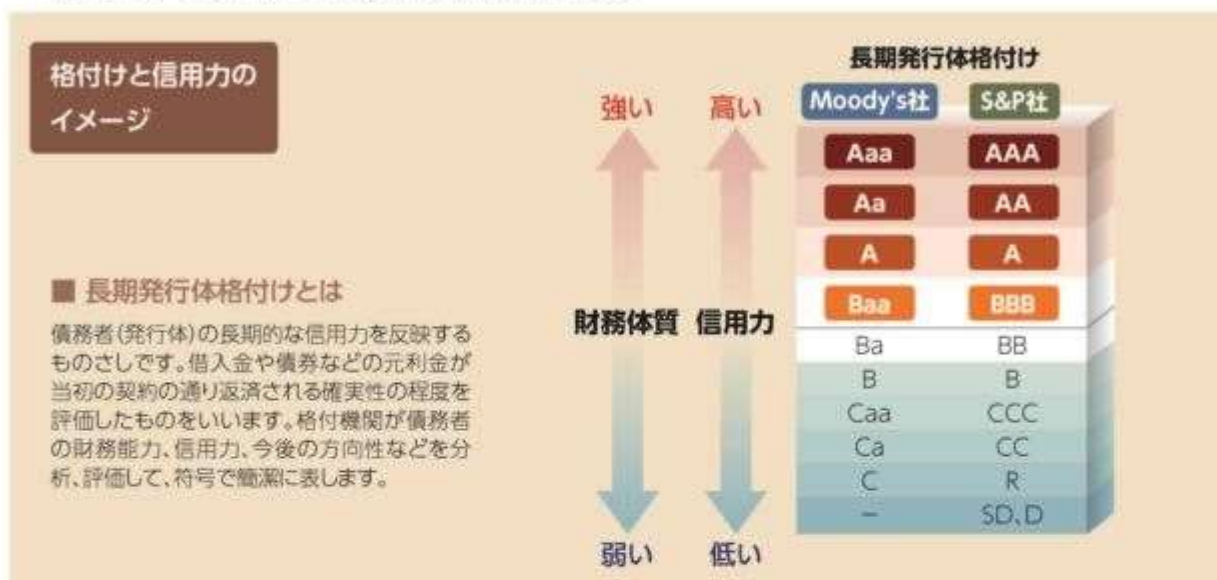 格付けと信用力の
イメージ
■ 長期発行体格付けとは
債務者(発行体)の長期的な信用力を反映する
ものさしです。借入金や債券などの元利金が
当初の契約の通り返済される確実性の程度を
評価したものをいいます。格付機関が債務者
の財務能力、信用力、今後の方向性などを分
析、評価して、符号で簡潔に表します。
強い 高い
財務体質 信用力
弱い 低い
長期発行体格付け
Moody's社 S&P社
Aaa AAA
Aa AA
A A
Baa BBB
Ba BB
B B
Caa CCC
Ca CC
C R
− SD、D